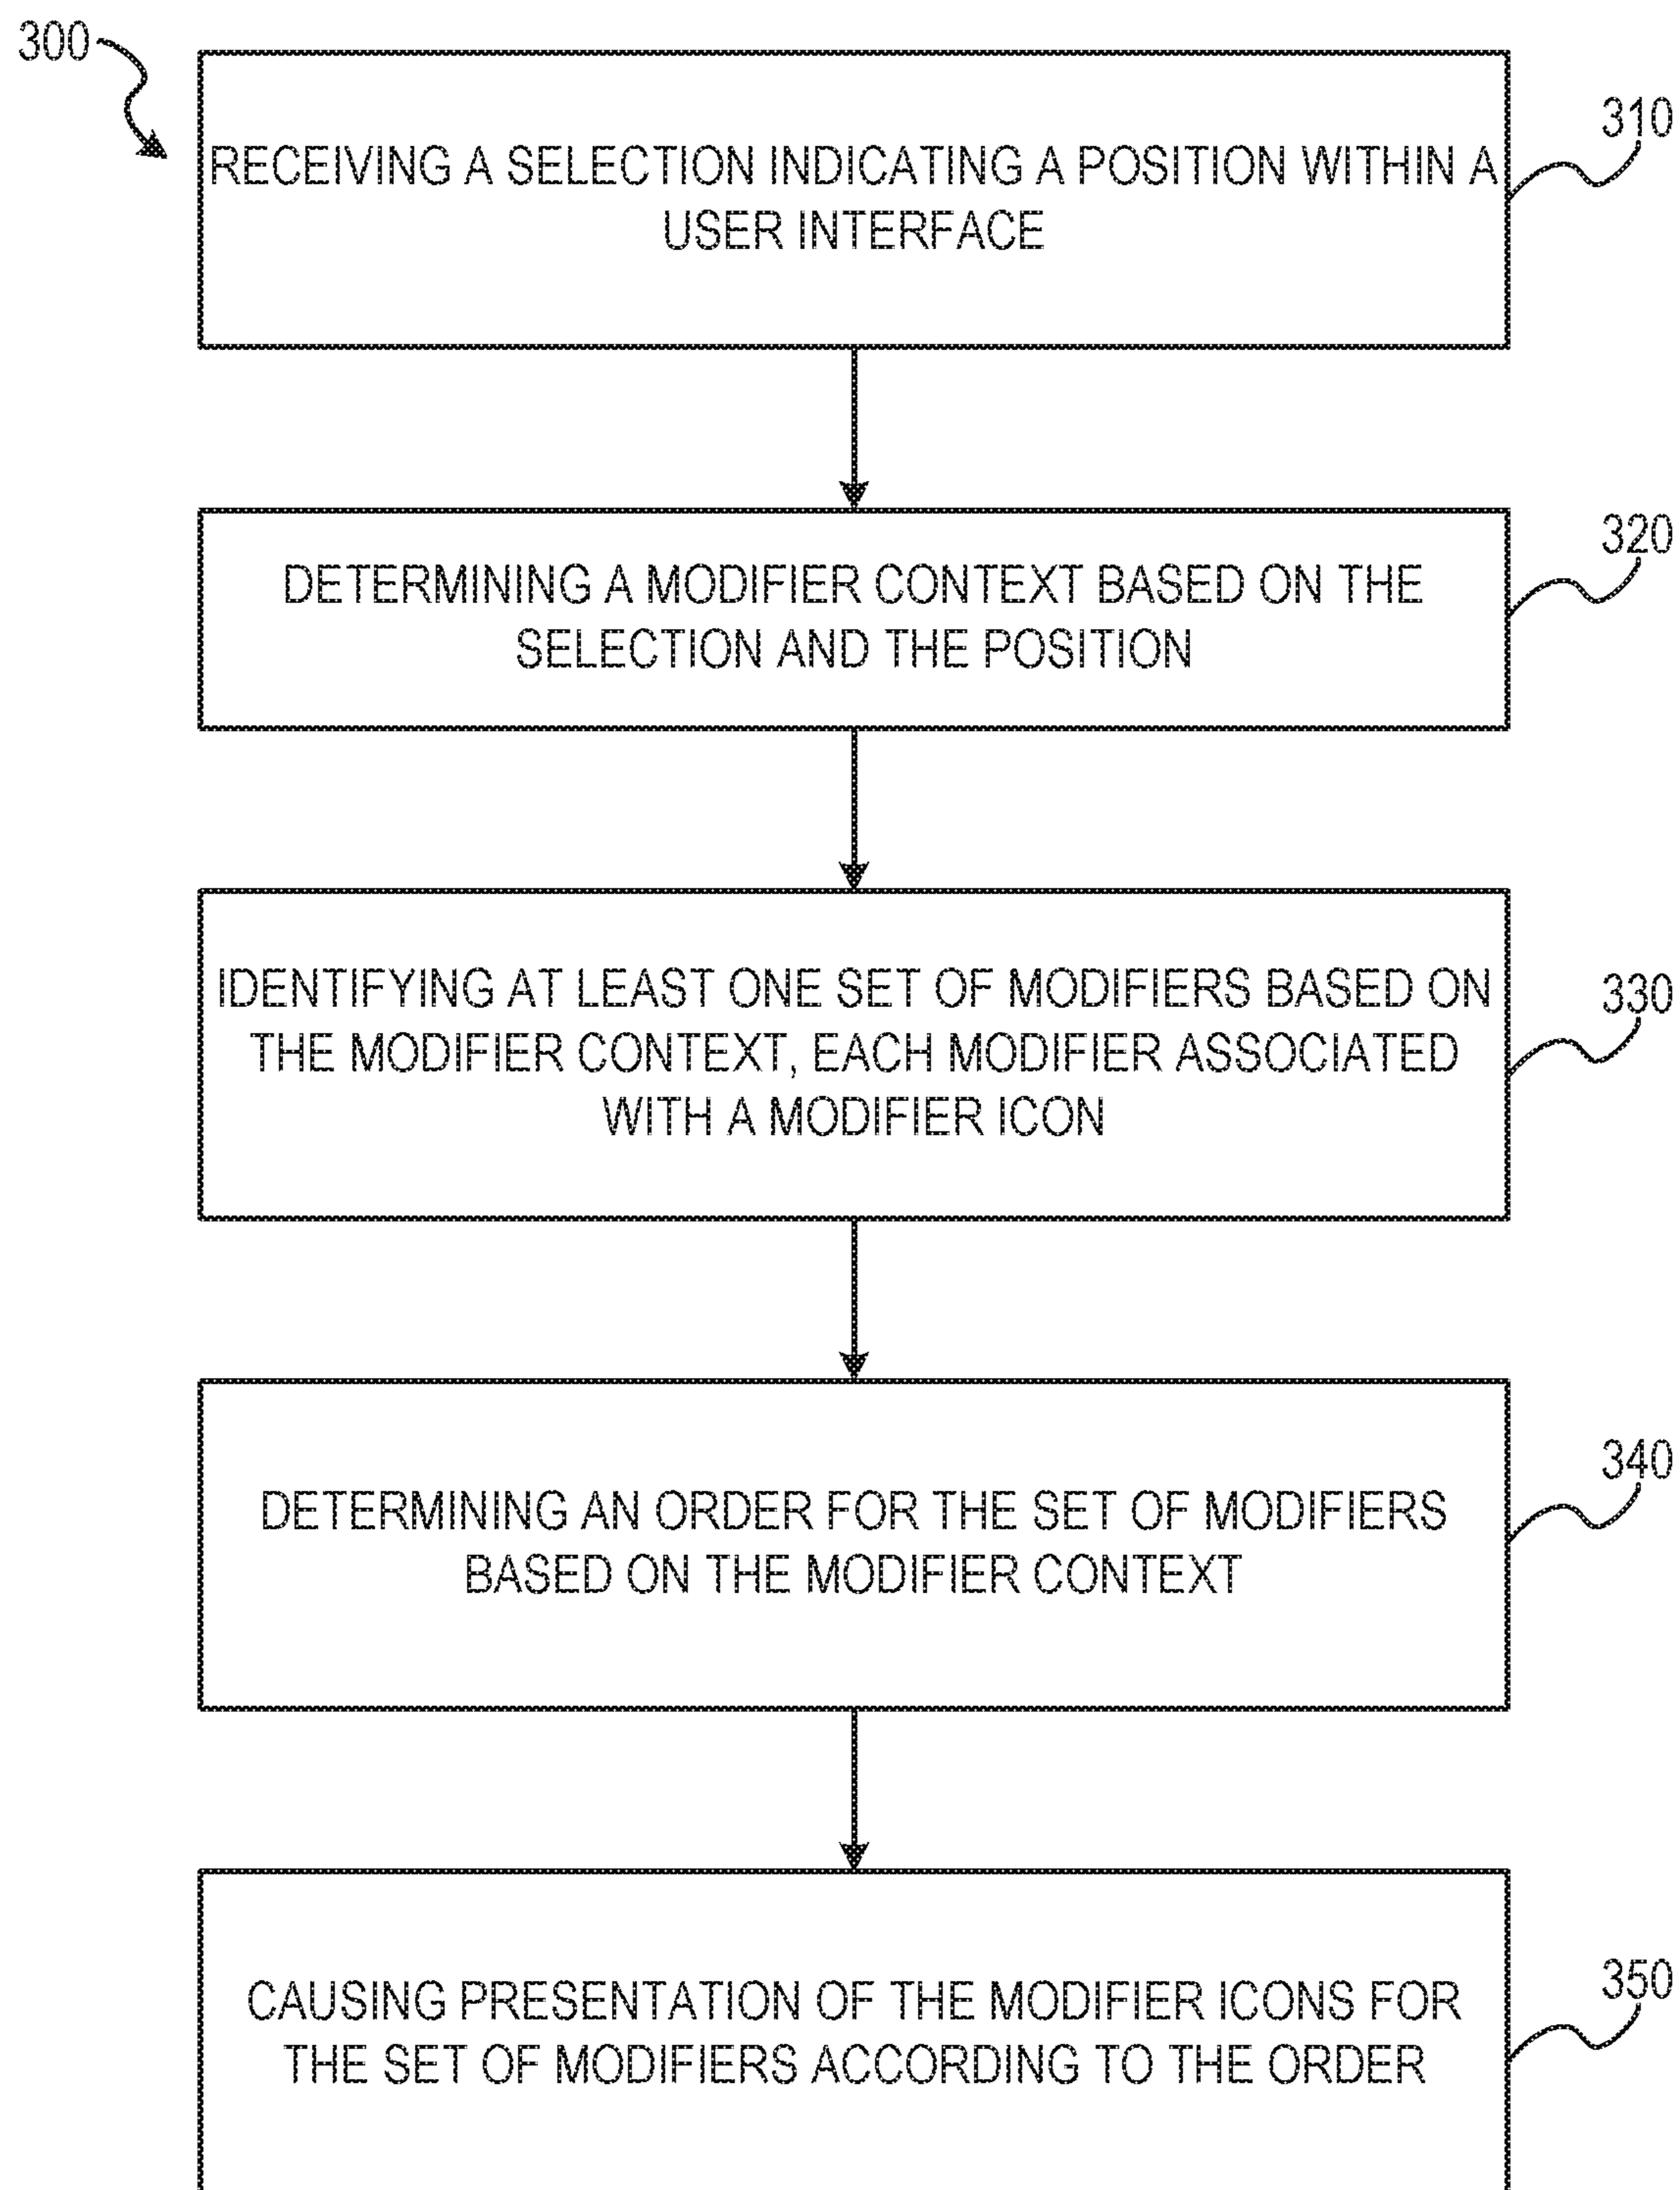 300
310
RECEIVING A SELECTION INDICATING A POSITION WITHIN A
USER INTERFACE
320
DETERMINING A MODIFIER CONTEXT BASED ON THE
SELECTION AND THE POSITION
330
IDENTIFYING AT LEAST ONE SET OF MODIFIERS BASED ON
THE MODIFIER CONTEXT, EACH MODIFIER ASSOCIATED
WITH A MODIFIER ICON
340
DETERMINING AN ORDER FOR THE SET OF MODIFIERS
BASED ON THE MODIFIER CONTEXT
350
CAUSING PRESENTATION OF THE MODIFIER ICONS FOR
THE SET OF MODIFIERS ACCORDING TO THE ORDER